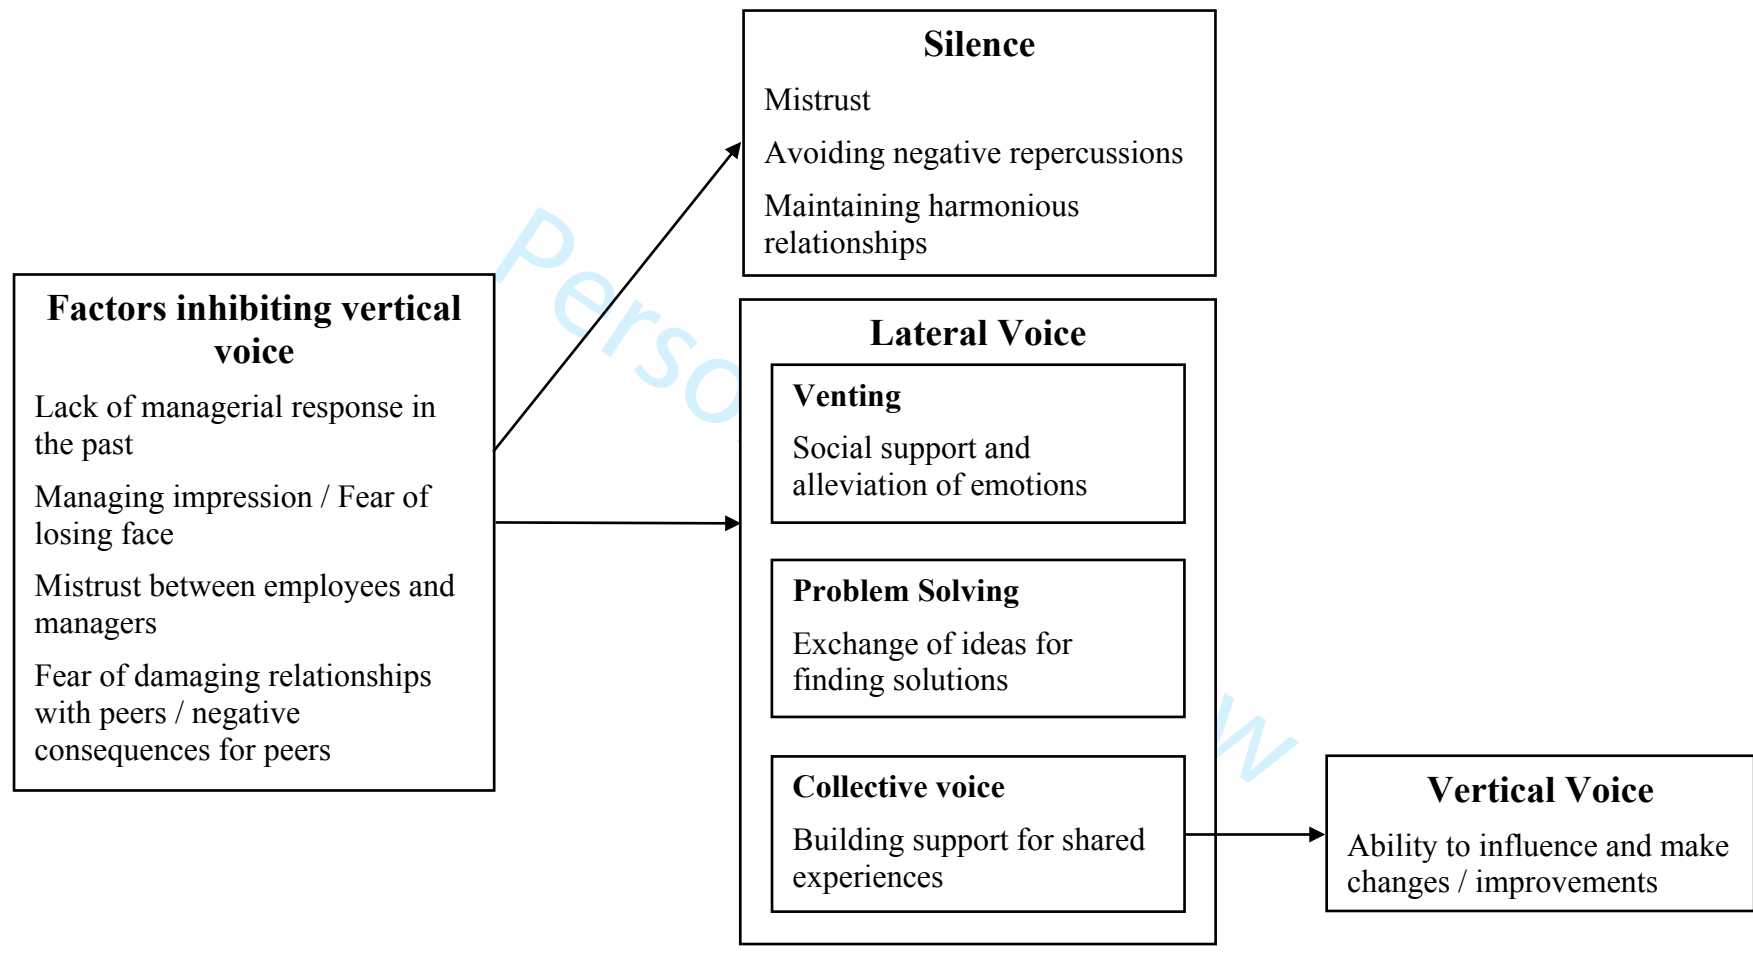 Silence
Mistrust
Avoiding negative repercussions
Maintaining harmonious
relationships
Factors inhibiting vertical
voice
Lack of managerial response in
the past
Managing impression / Fear of
losing face
Mistrust between employees and
managers
Fear of damaging relationships
with peers / negative
consequences for peers
Lateral Voice
Venting
Social support and
alleviation of emotions
Problem Solving
Exchange of ideas for
finding solutions
Collective voice
Building support for shared
experiences
Vertical Voice
Ability to influence and make
changes / improvements